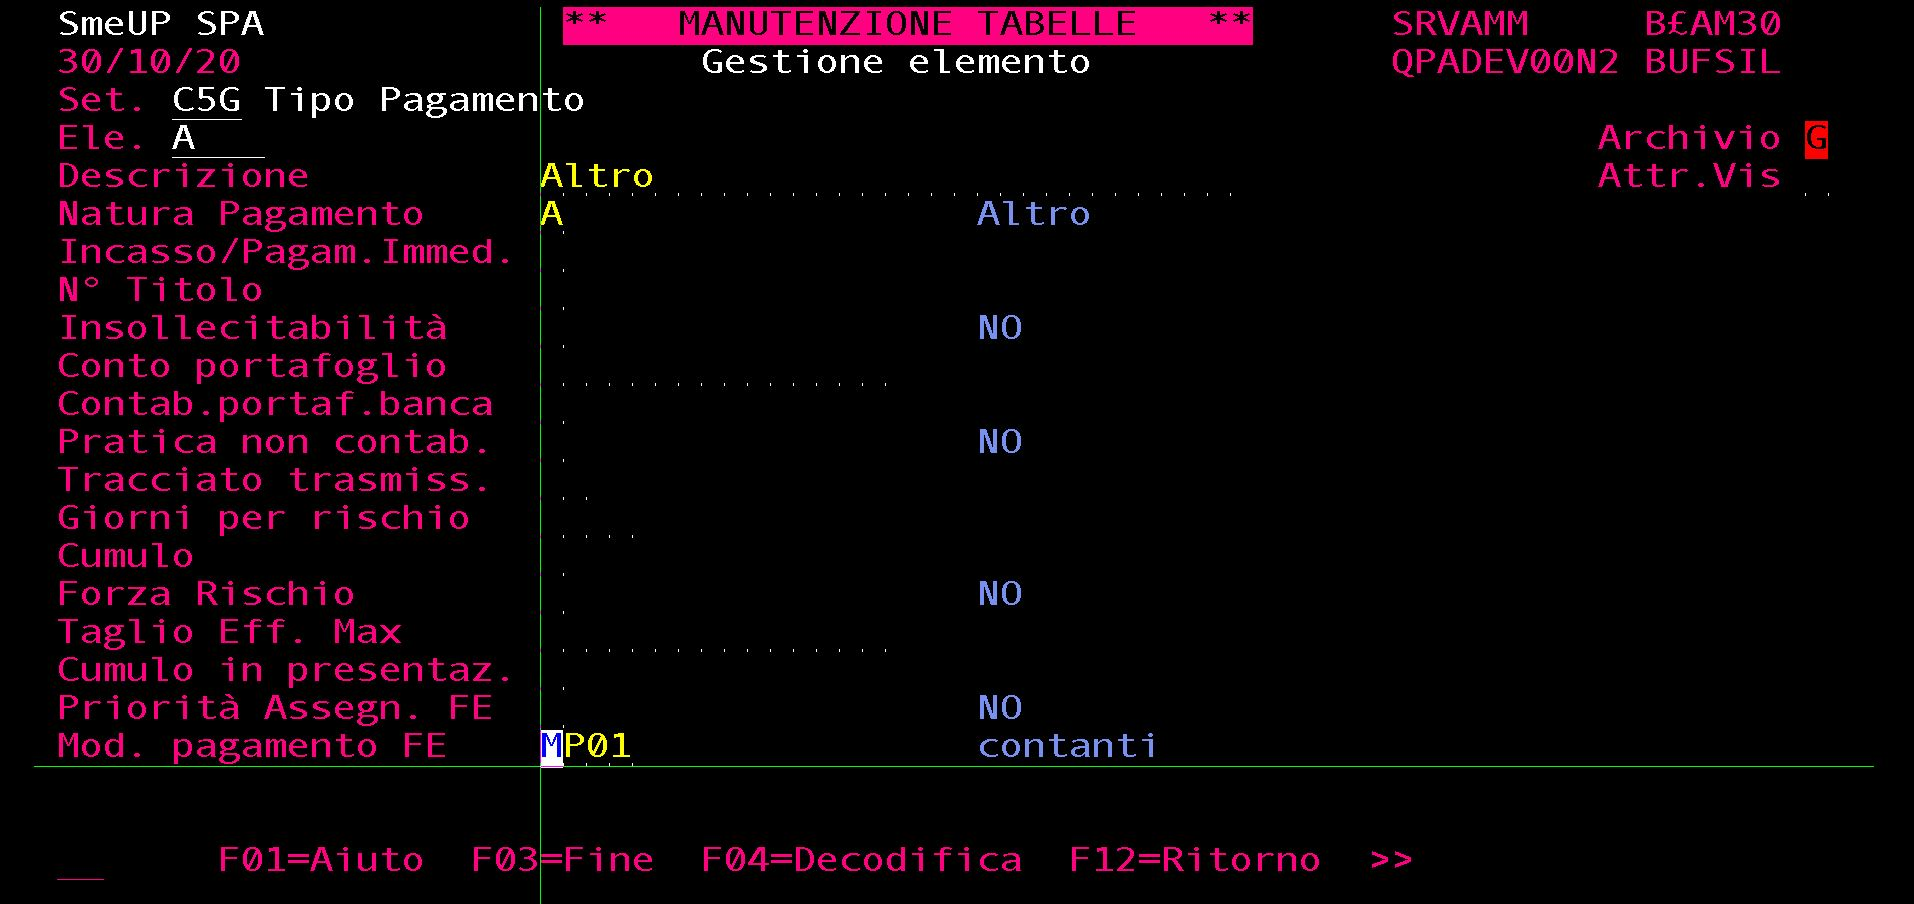 SmeUP SPA ** MANUTENZIONE TABELLE ** SRVAMM B£AM30
30/10/20 Gestione elemento QPADEV00N2 BUFSIL
Set. C5G Tipo Pagamento
Ele. A Archivio G
Descrizione Altro Attr.Vis
Natura Pagamento A Altro
Incasso/Pagam.Immed.
N° Titolo
Insollecitabilità NO
Conto portafoglio
Contab.portaf.banca
Pratica non contab. NO
Tracciato trasmiss.
Giorni per rischio
Cumulo
Forza Rischio NO
Taglio Eff. Max
Cumulo in presentaz.
Priorità Assegn. FE NO
Mod. pagamento FE MP01 contanti
F01=Aiuto F03=Fine F04=Decodifica F12=Ritorno >>